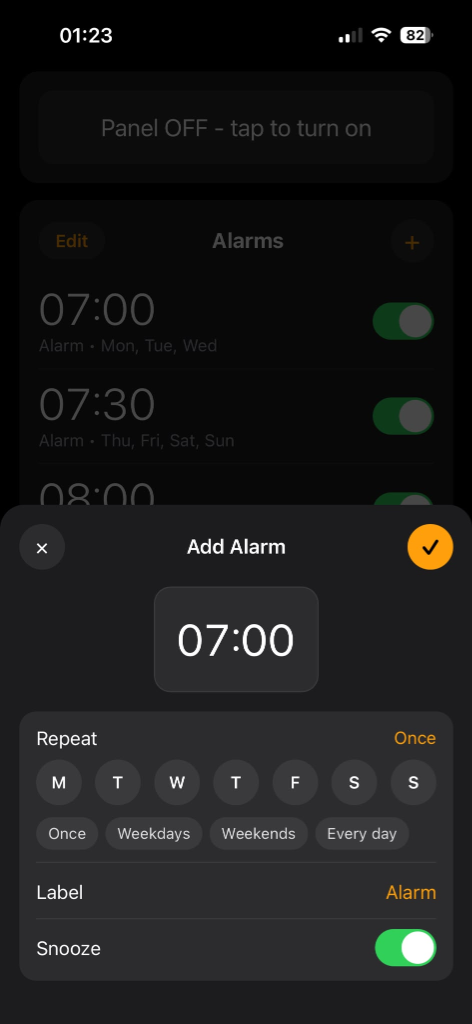 01:23
82
Panel OFF - tap to turn on
Edit
Alarms
+
07:00
Alarm • Mon, Tue, Wed
07:30
Alarm • Thu, Fri, Sat, Sun
08:00
×
Add Alarm
✓
07:00
Repeat
Once
M T W T F S S
Once Weekdays Weekends Every day
Label
Alarm
Snooze